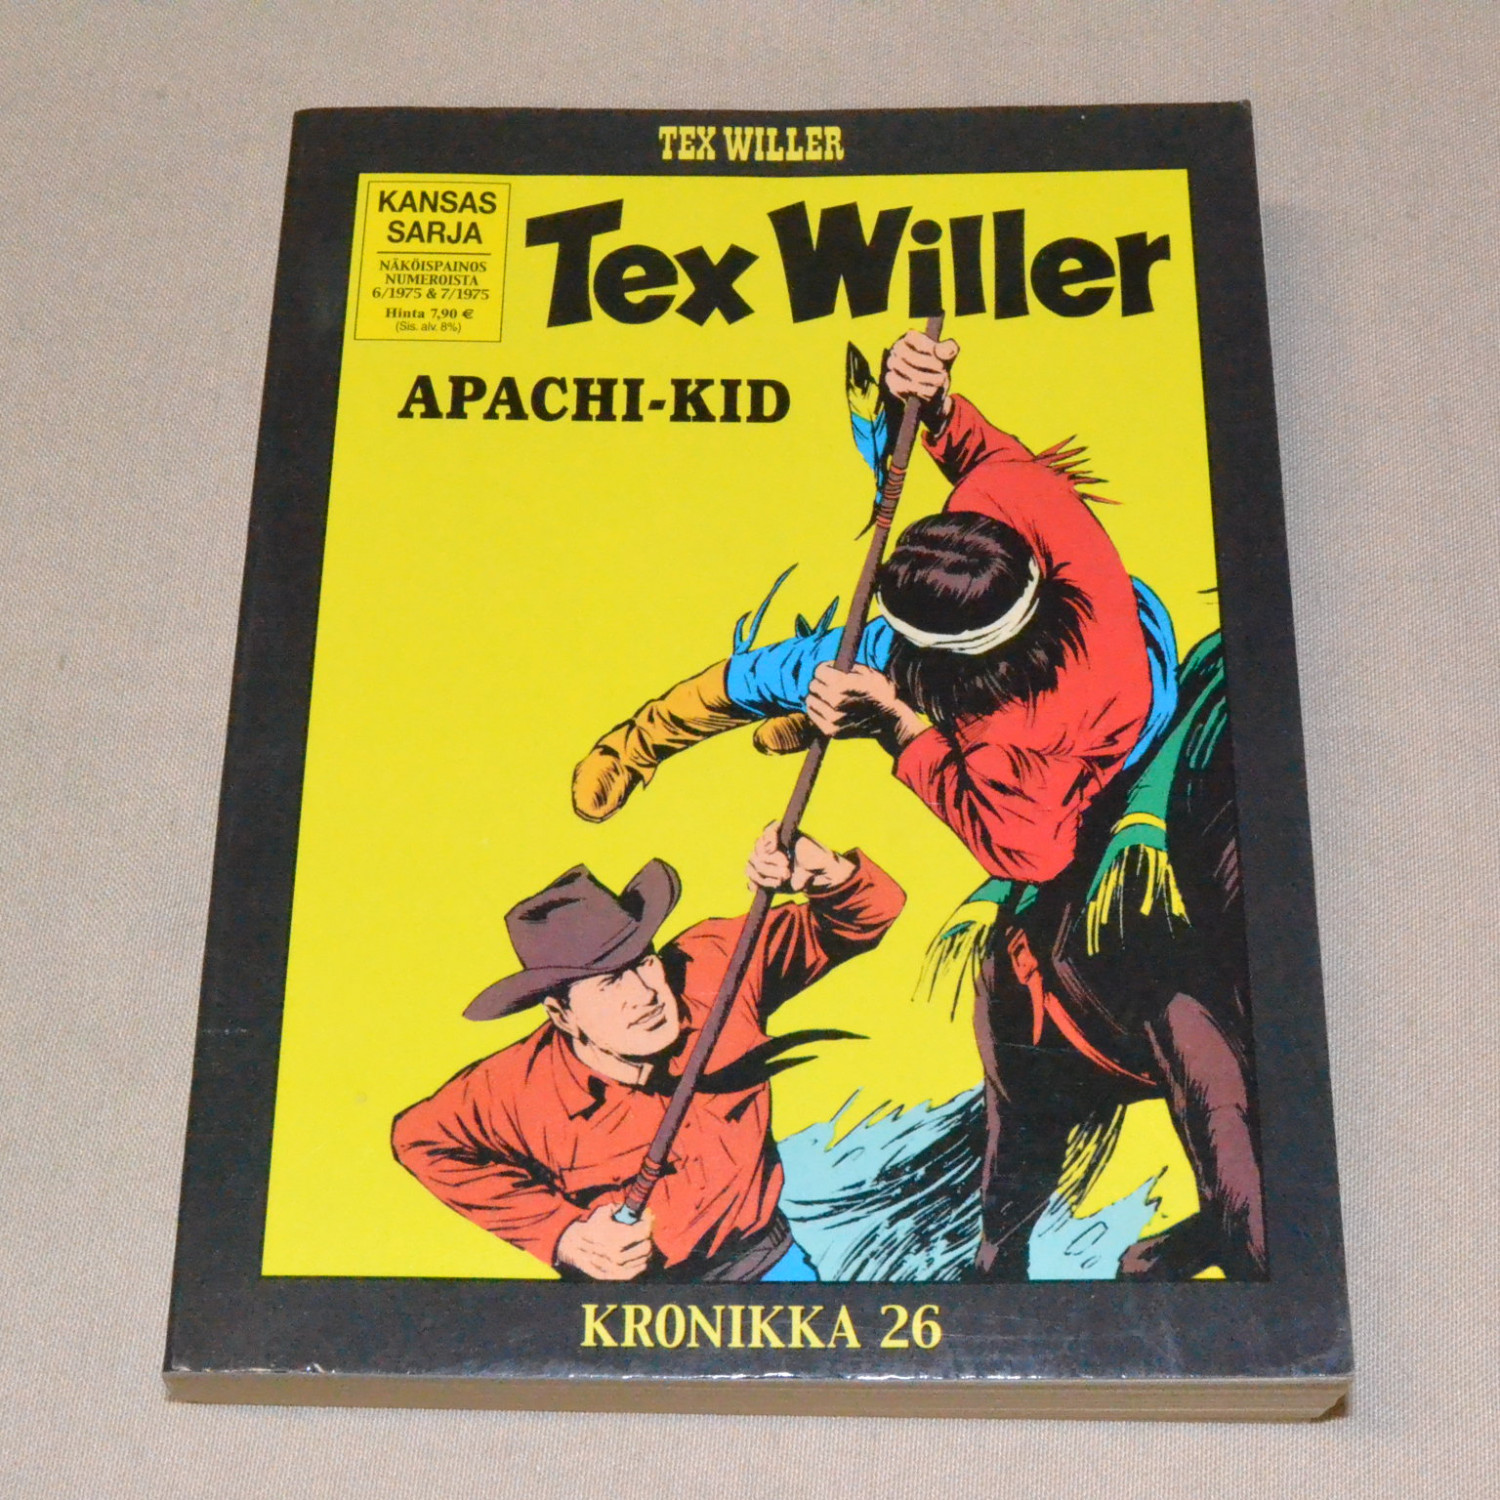 TEX WILLER
KANSAS
SARJA
NÄKÖISPAINOS
NUMEROISTA
6/1975 & 7/1975
Hinta 7,90 €
(Sis. alv. 8%)
Tex Willer
APACHI-KID
KRONIKKA 26